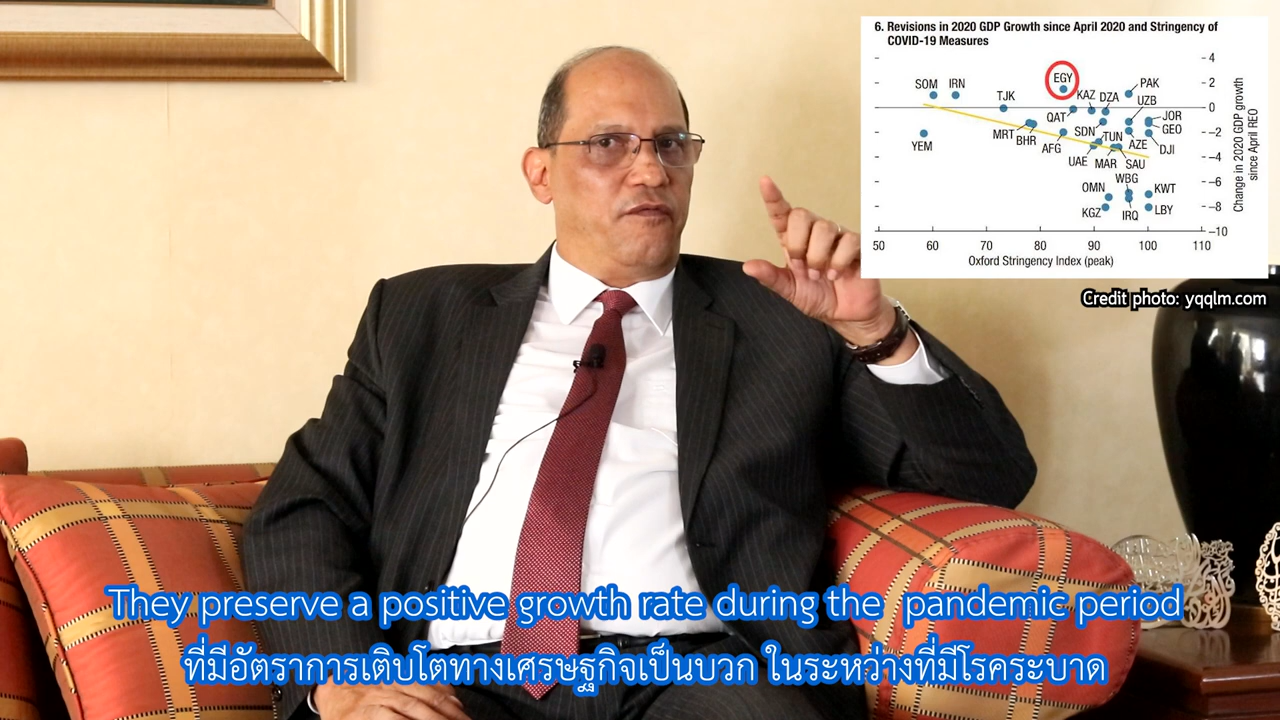 6. Revisions in 2020 GDP Growth since April 2020 and Stringency of
COVID-19 Measures
4
2
0
–2
–4
–6
–8
–10
Change in 2020 GDP growth
since April REO
SOM
IRN
EGY
PAK
TJK
KAZ
DZA
UZB
QAT
JOR
MRT
BHR
SDN
TUN
GEO
YEM
AFG
AZE
DJI
UAE
MAR
SAU
WBG
OMN
KWT
KGZ
IRQ
LBY
50 60 70 80 90 100 110
Oxford Stringency Index (peak)
Credit photo: yqqlm.com
They preserve a positive growth rate during the pandemic period
ที่มีอัตราการเติบโตทางเศรษฐกิจเป็นบวก ในระหว่างที่มีโรคระบาด